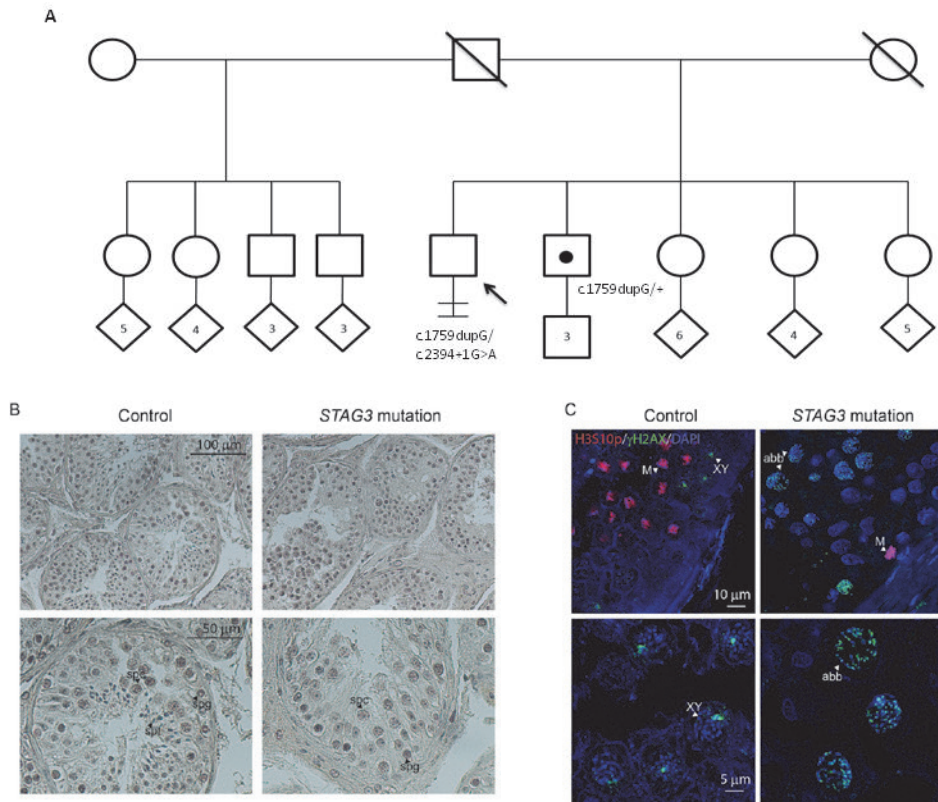 A
5
4
3
3
c1759dupG/
c2394+1G>A
c1759dupG/+
3
6
4
5
B
Control
STAG3 mutation
100 µm
50 µm
spc
spg
spt
spc
spg
C
Control
STAG3 mutation
H3S10p/γH2AX/DAPI
M
XY
10 µm
abb
M
XY
5 µm
abb